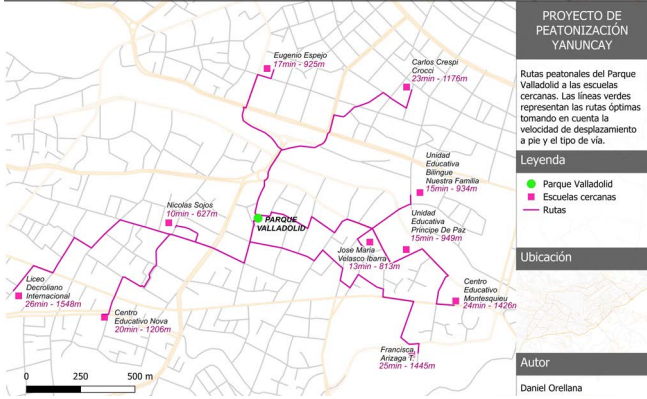 Eugenio Espejo
17min - 925m
Carlos Crespi
Crocci
23min - 1176m
Unidad
Educativa
Bilingue
Nuestra Familia
15min - 934m
Nicolas Sojos
10min - 627m
PARQUE
VALLADOLID
Unidad
Educativa
Principe De Paz
15min - 949m
Jose Maria
Velasco Ibarra
13min - 813m
Liceo
Decroliano
Internacional
26min - 1548m
Centro
Educativo Nova
20min - 1206m
Centro
Educativo
Montesquieu
24min - 1426m
Francisca
Arizaga T.
25min - 1445m
0 250 500 m
PROYECTO DE
PEATONIZACIÓN
YANUNCAY
Rutas peatonales del Parque
Valladolid a las escuelas
cercanas. Las líneas verdes
representan las rutas óptimas
tomando en cuenta la
velocidad de desplazamiento
a pie y el tipo de vía.
Leyenda
Parque Valladolid
Escuelas cercanas
Rutas
Ubicación
Autor
Daniel Orellana